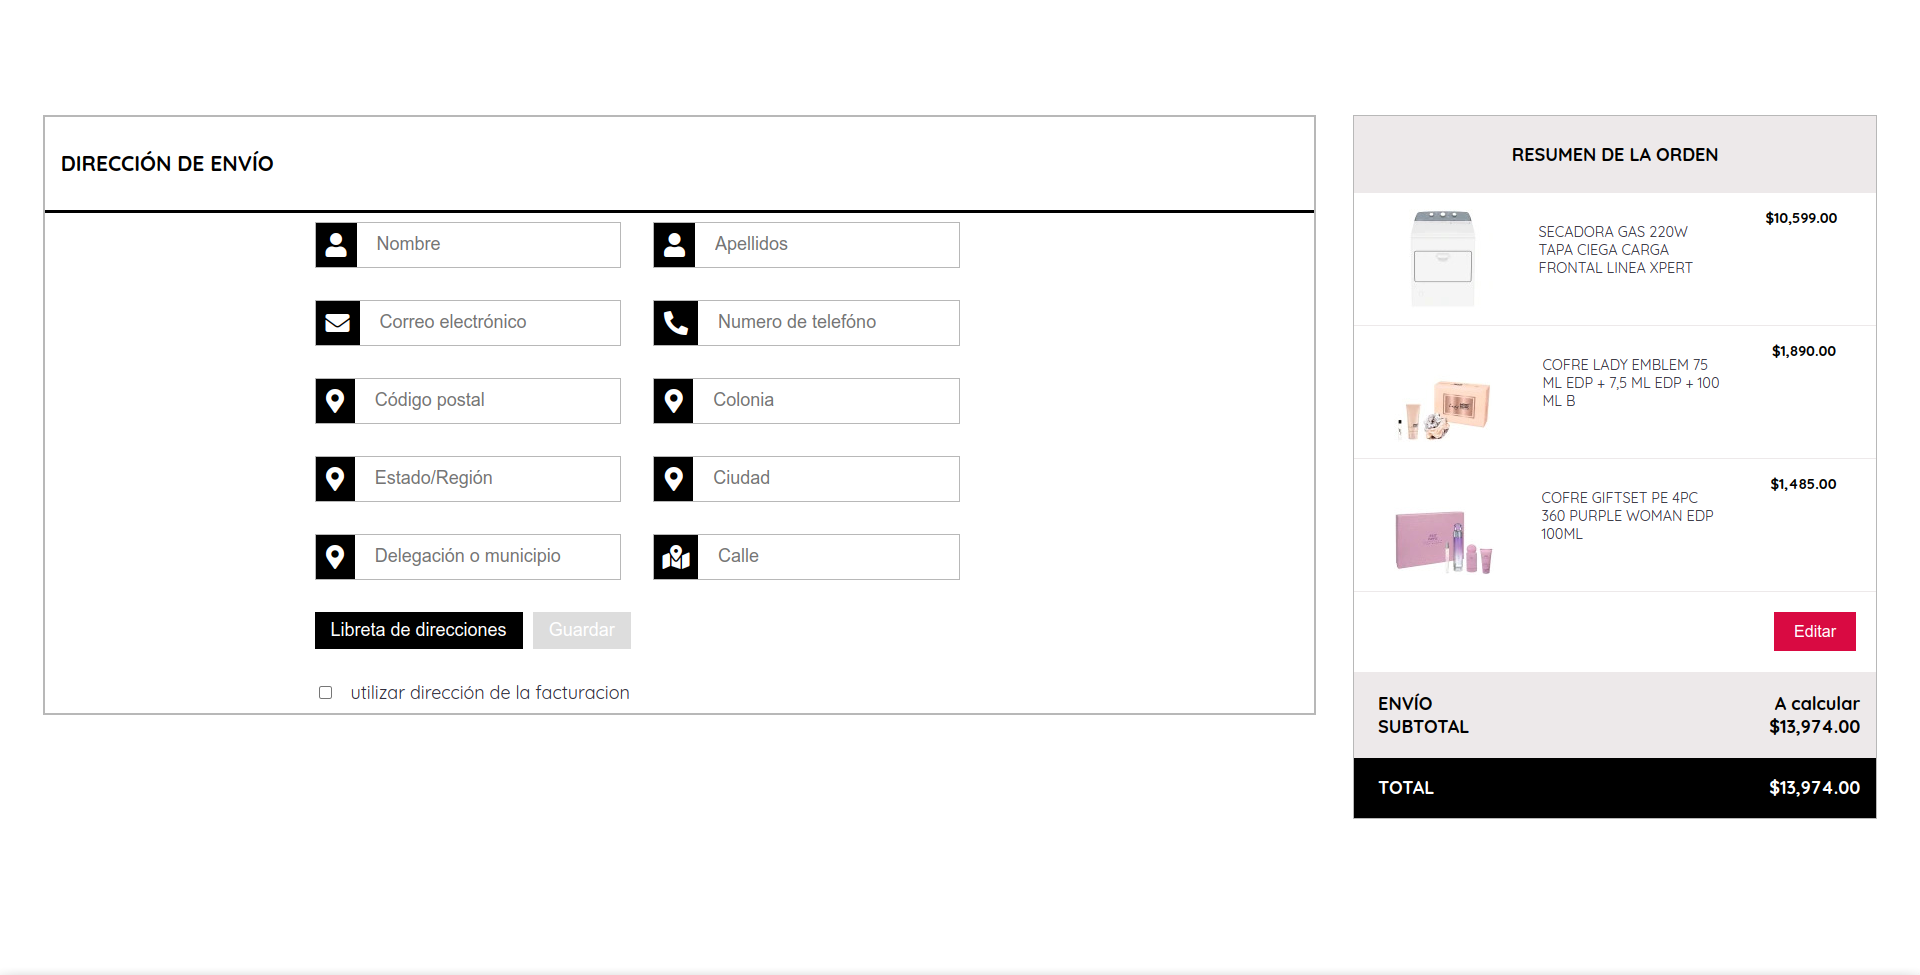 DIRECCIÓN DE ENVÍO
Nombre
Apellidos
Correo electrónico
Numero de telefóno
Código postal
Colonia
Estado/Región
Ciudad
Delegación o municipio
Calle
Libreta de direcciones
Guardar
utilizar dirección de la facturacion
RESUMEN DE LA ORDEN
SECADORA GAS 220W
TAPA CIEGA CARGA
FRONTAL LINEA XPERT
$10,599.00
COFRE LADY EMBLEM 75
ML EDP + 7,5 ML EDP + 100
ML B
$1,890.00
COFRE GIFTSET PE 4PC
360 PURPLE WOMAN EDP
100ML
$1,485.00
Editar
ENVÍO A calcular
SUBTOTAL $13,974.00
TOTAL $13,974.00